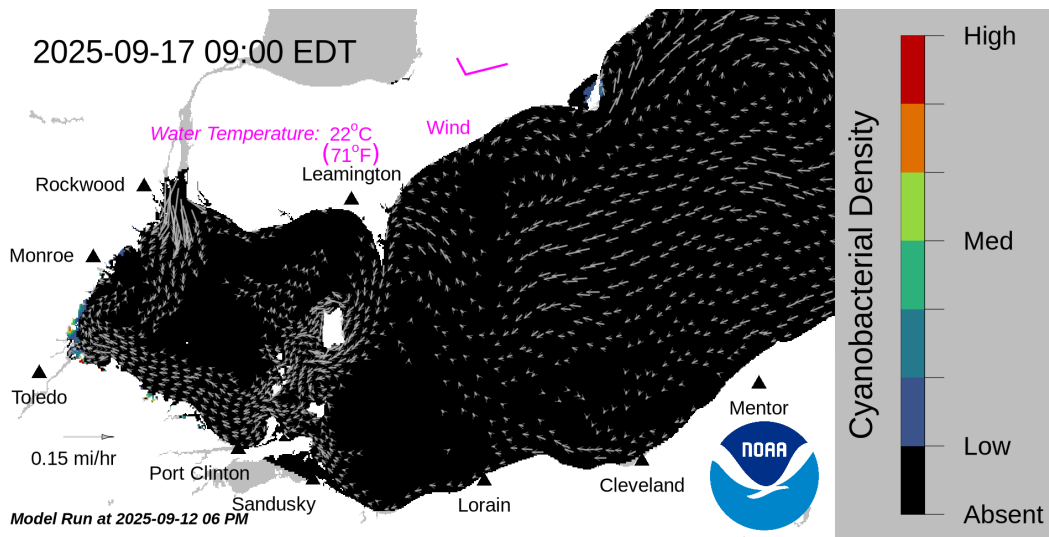 2025-09-17 09:00 EDT
Water Temperature: 22°C
(71°F)
Wind
Leamington
Rockwood
Monroe
Toledo
0.15 mi/hr
Port Clinton
Sandusky
Lorain
Cleveland
Mentor
NOAA
Model Run at 2025-09-12 06 PM
Cyanobacterial Density
High
Med
Low
Absent